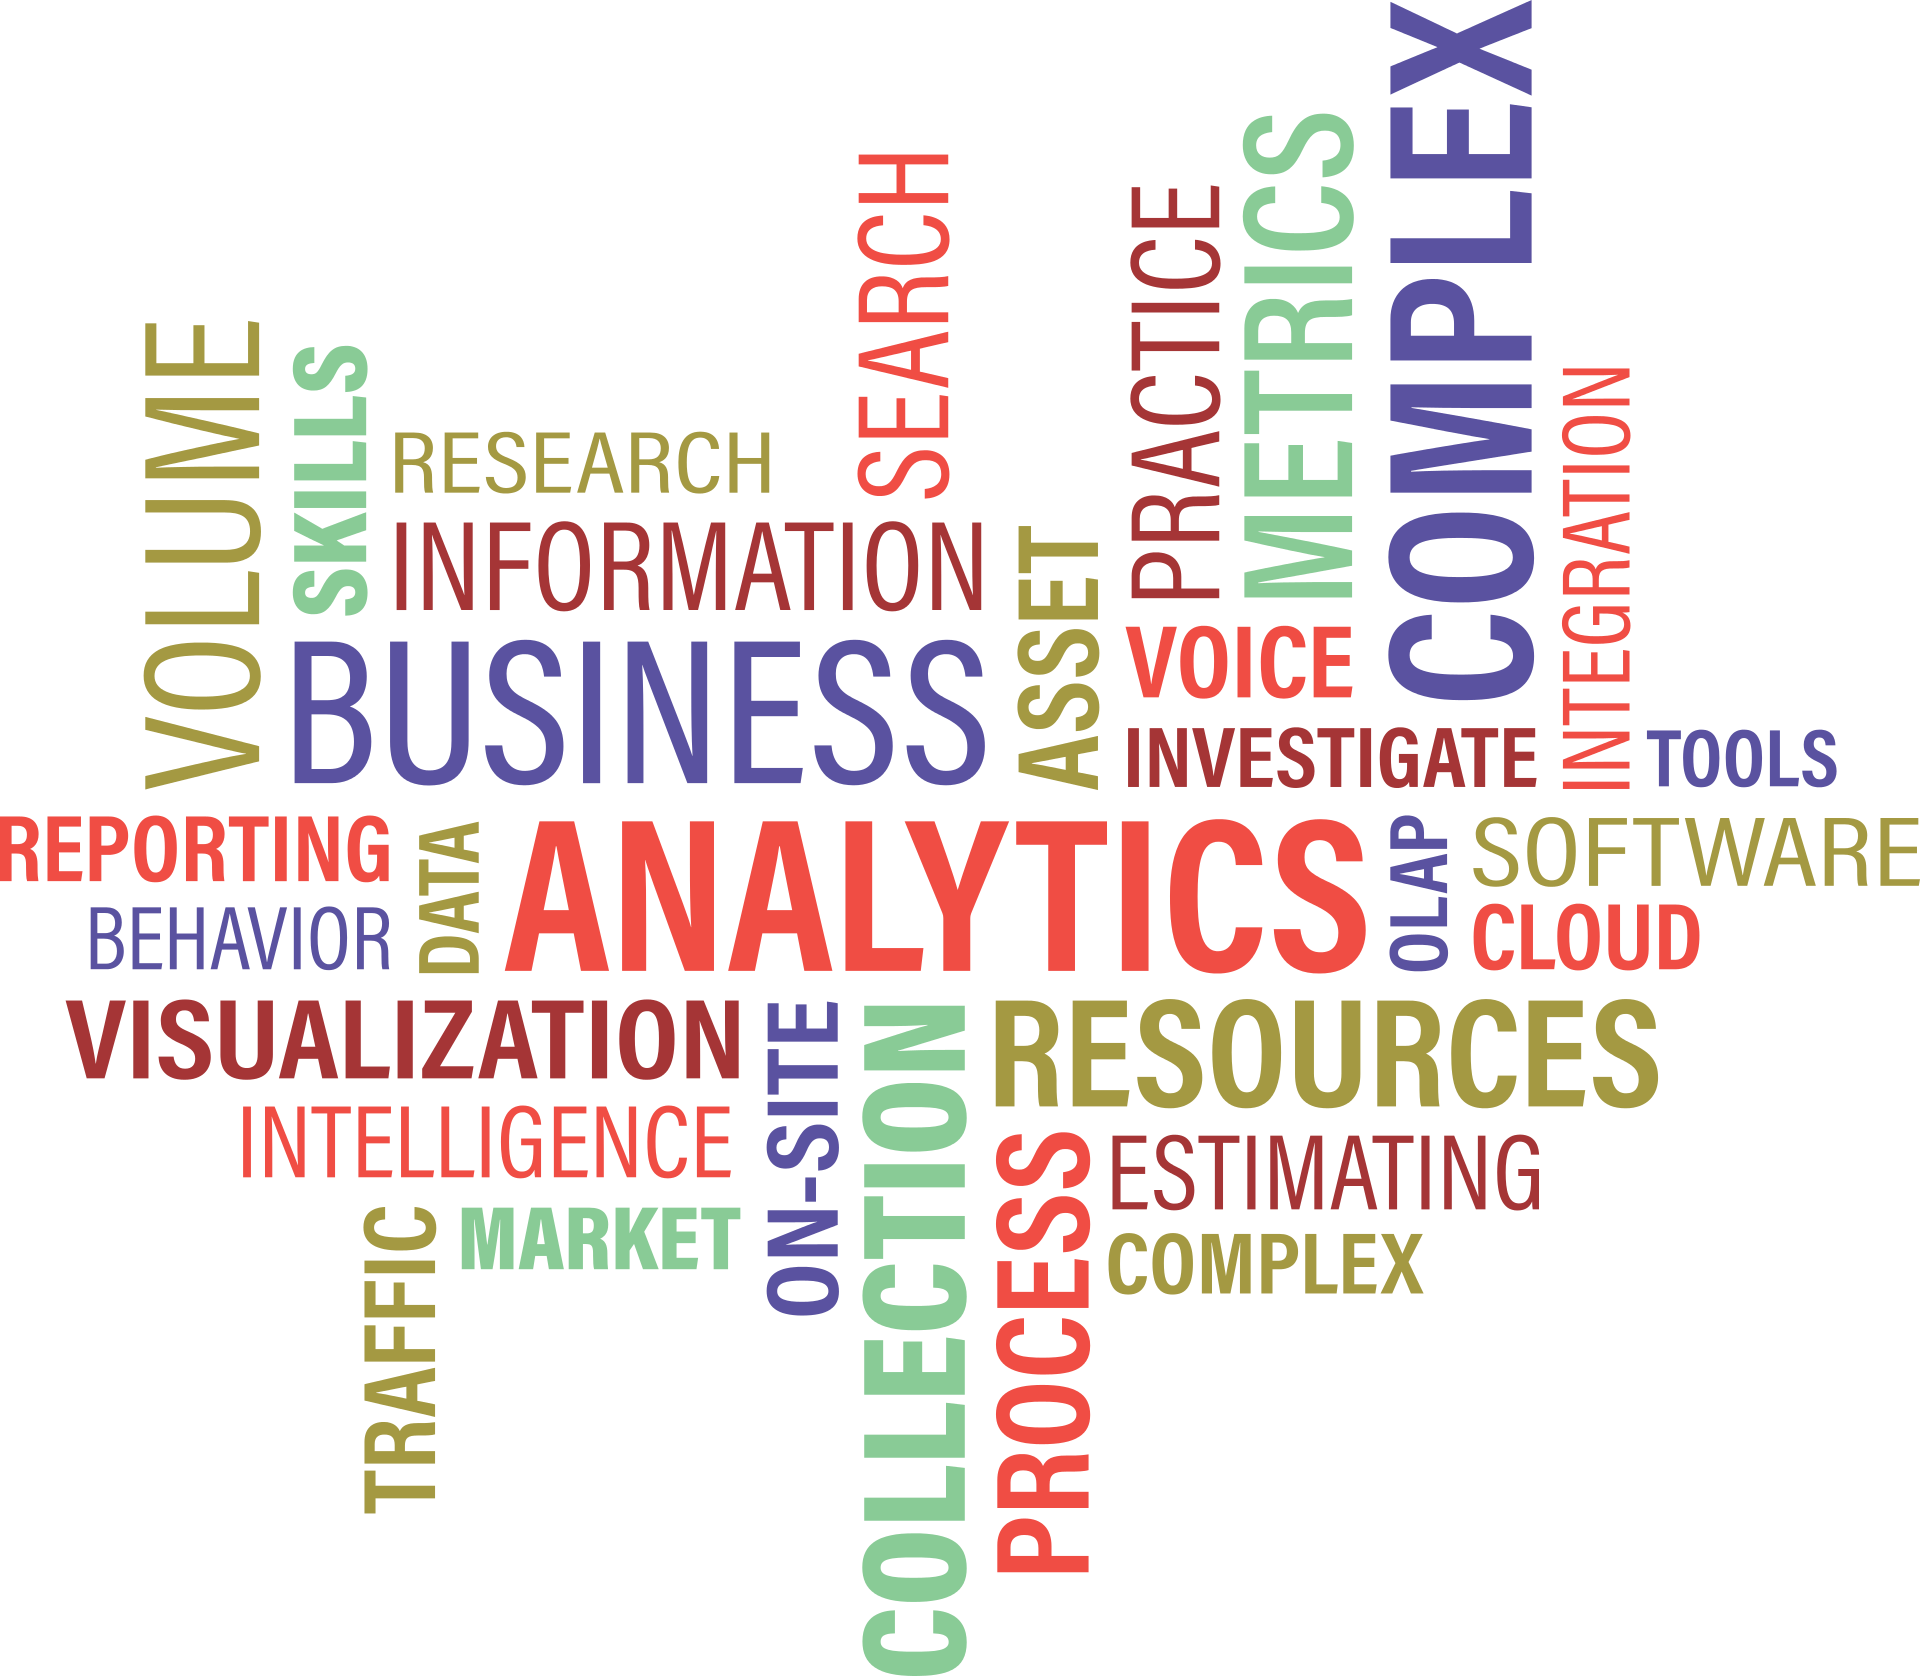 COMPLEX
METRICS
SEARCH
PRACTICE
VOLUME
SKILLS
INTEGRATION
RESEARCH
INFORMATION
ASSET
VOICE
BUSINESS
INVESTIGATE
TOOLS
REPORTING
DATA
ANALYTICS
OLAP
SOFTWARE
BEHAVIOR
CLOUD
VISUALIZATION
ON-SITE
COLLECTION
RESOURCES
INTELLIGENCE
PROCESS
ESTIMATING
TRAFFIC
MARKET
COMPLEX